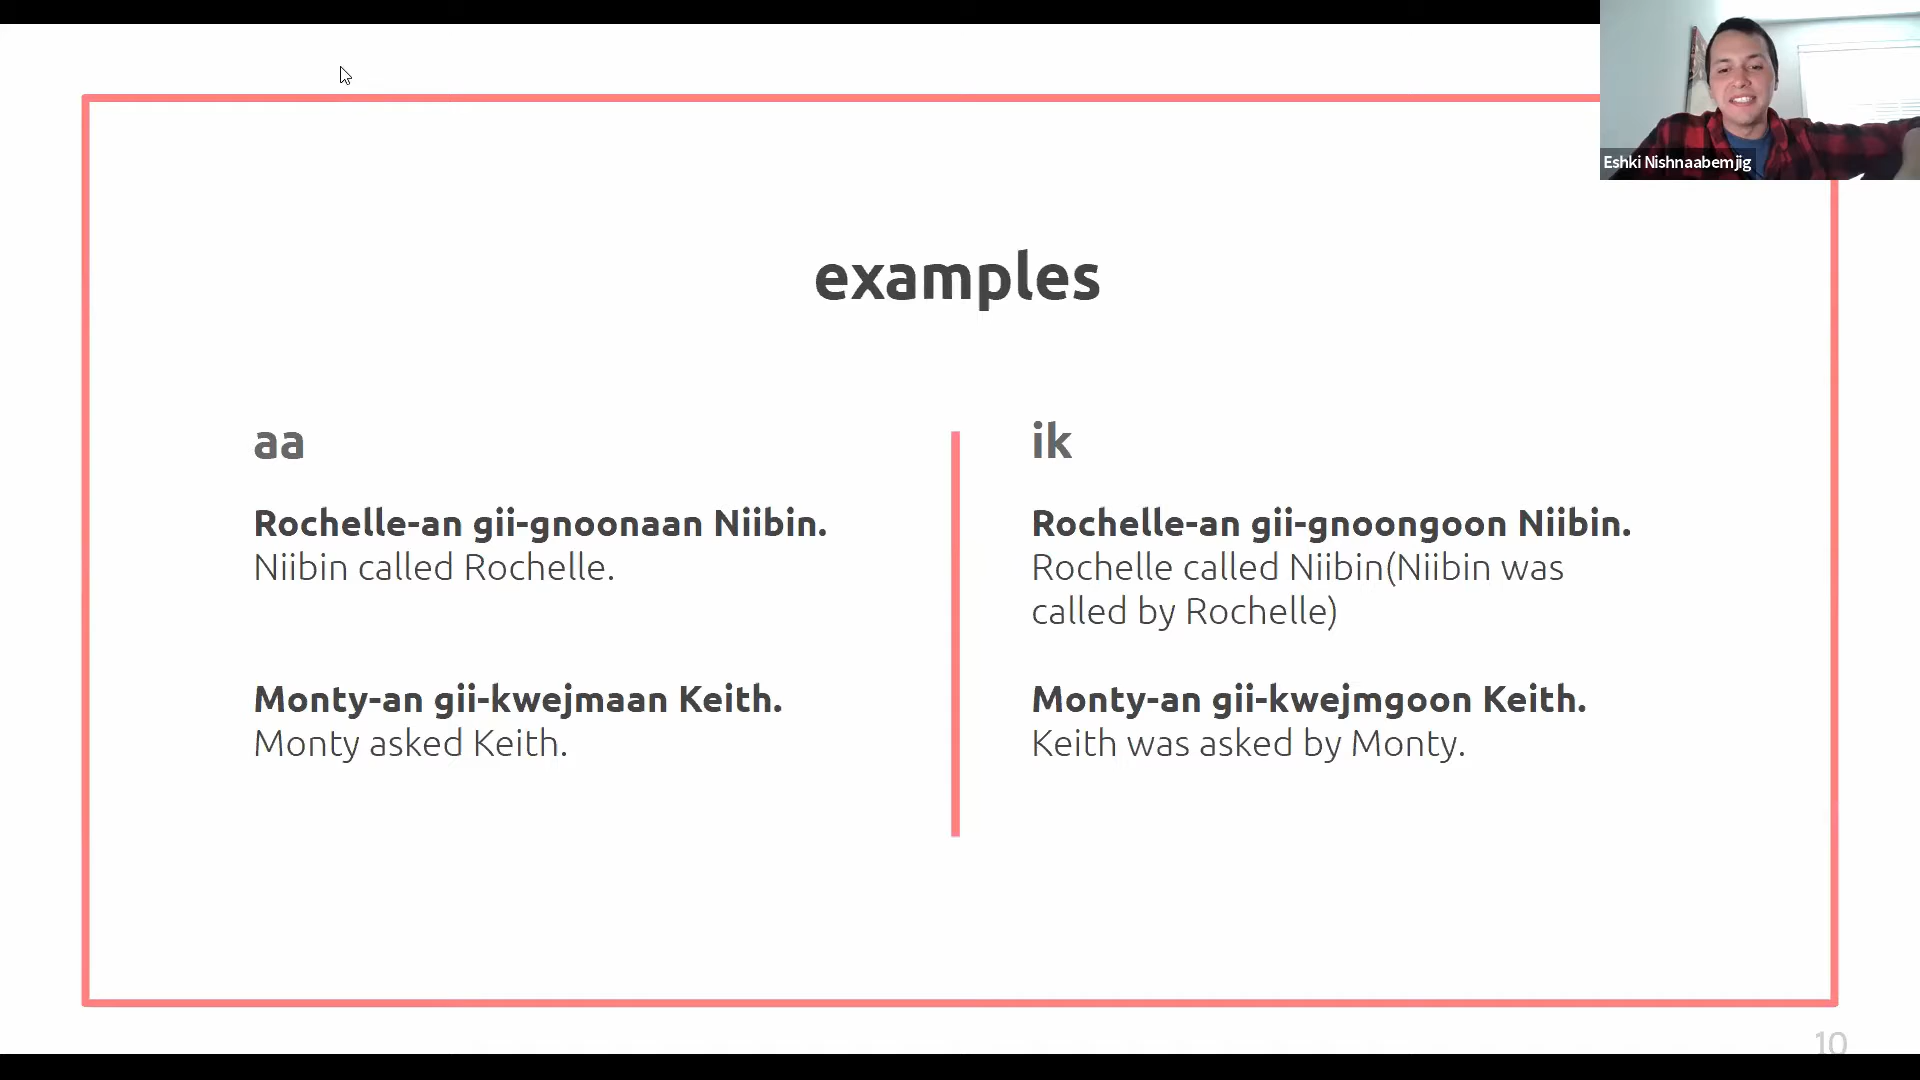 Eshki Nishnaabemjig
examples
aa
Rochelle-an gii-gnoonaan Niibin.
Niibin called Rochelle.
Monty-an gii-kwejmaan Keith.
Monty asked Keith.
ik
Rochelle-an gii-gnoongoon Niibin.
Rochelle called Niibin(Niibin was
called by Rochelle)
Monty-an gii-kwejmgoon Keith.
Keith was asked by Monty.
10